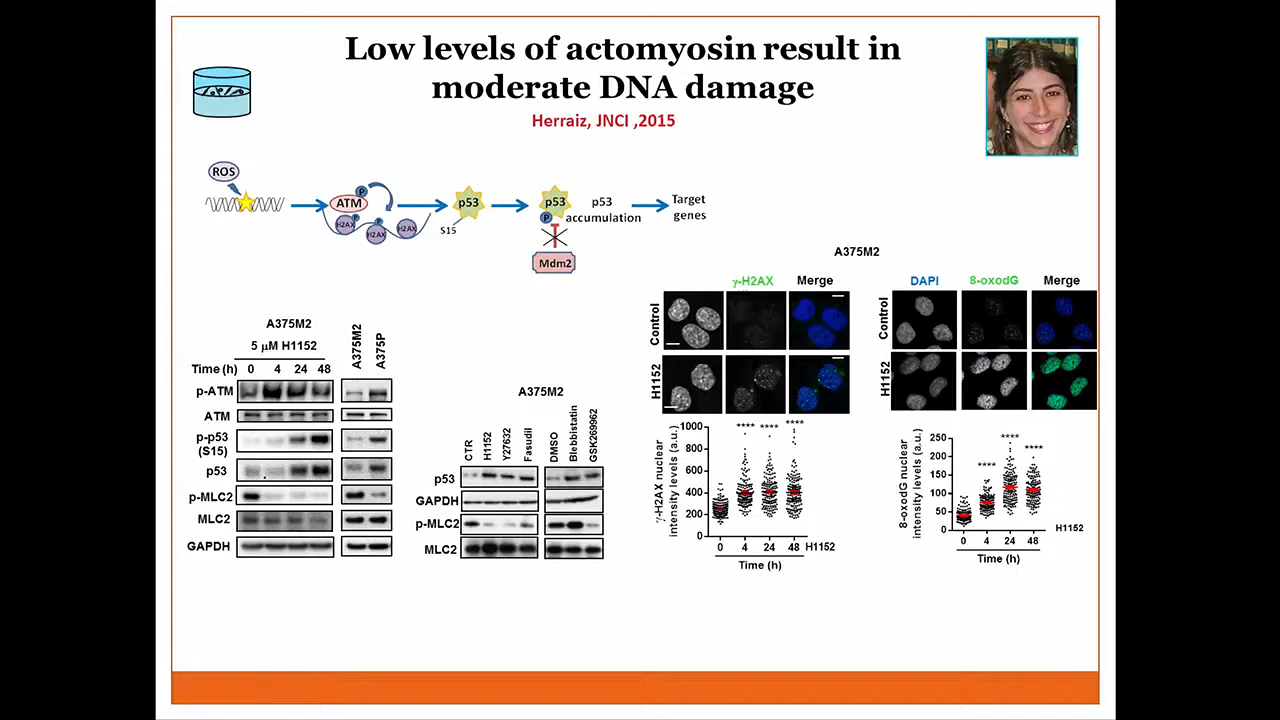 Low levels of actomyosin result in
moderate DNA damage
Herraiz, JNCI ,2015
ROS
ATM
P
H2AX
P
H2AX
P
H2AX
p53
S15
p53
P
p53
accumulation
Target
genes
Mdm2
A375M2
5 µM H1152
Time (h) 0 4 24 48
A375M2
A375P
p-ATM
ATM
p-p53
(S15)
p53
p-MLC2
MLC2
GAPDH
A375M2
CTR
H1152
Y27632
Fasudil
DMSO
Blebbistatin
GSK269962
p53
GAPDH
p-MLC2
MLC2
A375M2
γ-H2AX Merge
Control
H1152
γ-H2AX nuclear
intensity levels (a.u.)
1000
800
600
400
200
0
**** **** ****
0 4 24 48 H1152
Time (h)
DAPI 8-oxodG Merge
Control
H1152
8-oxodG nuclear
intensity levels (a.u.)
250
200
150
100
50
0
**** **** ****
H1152
0 4 24 48
Time (h)